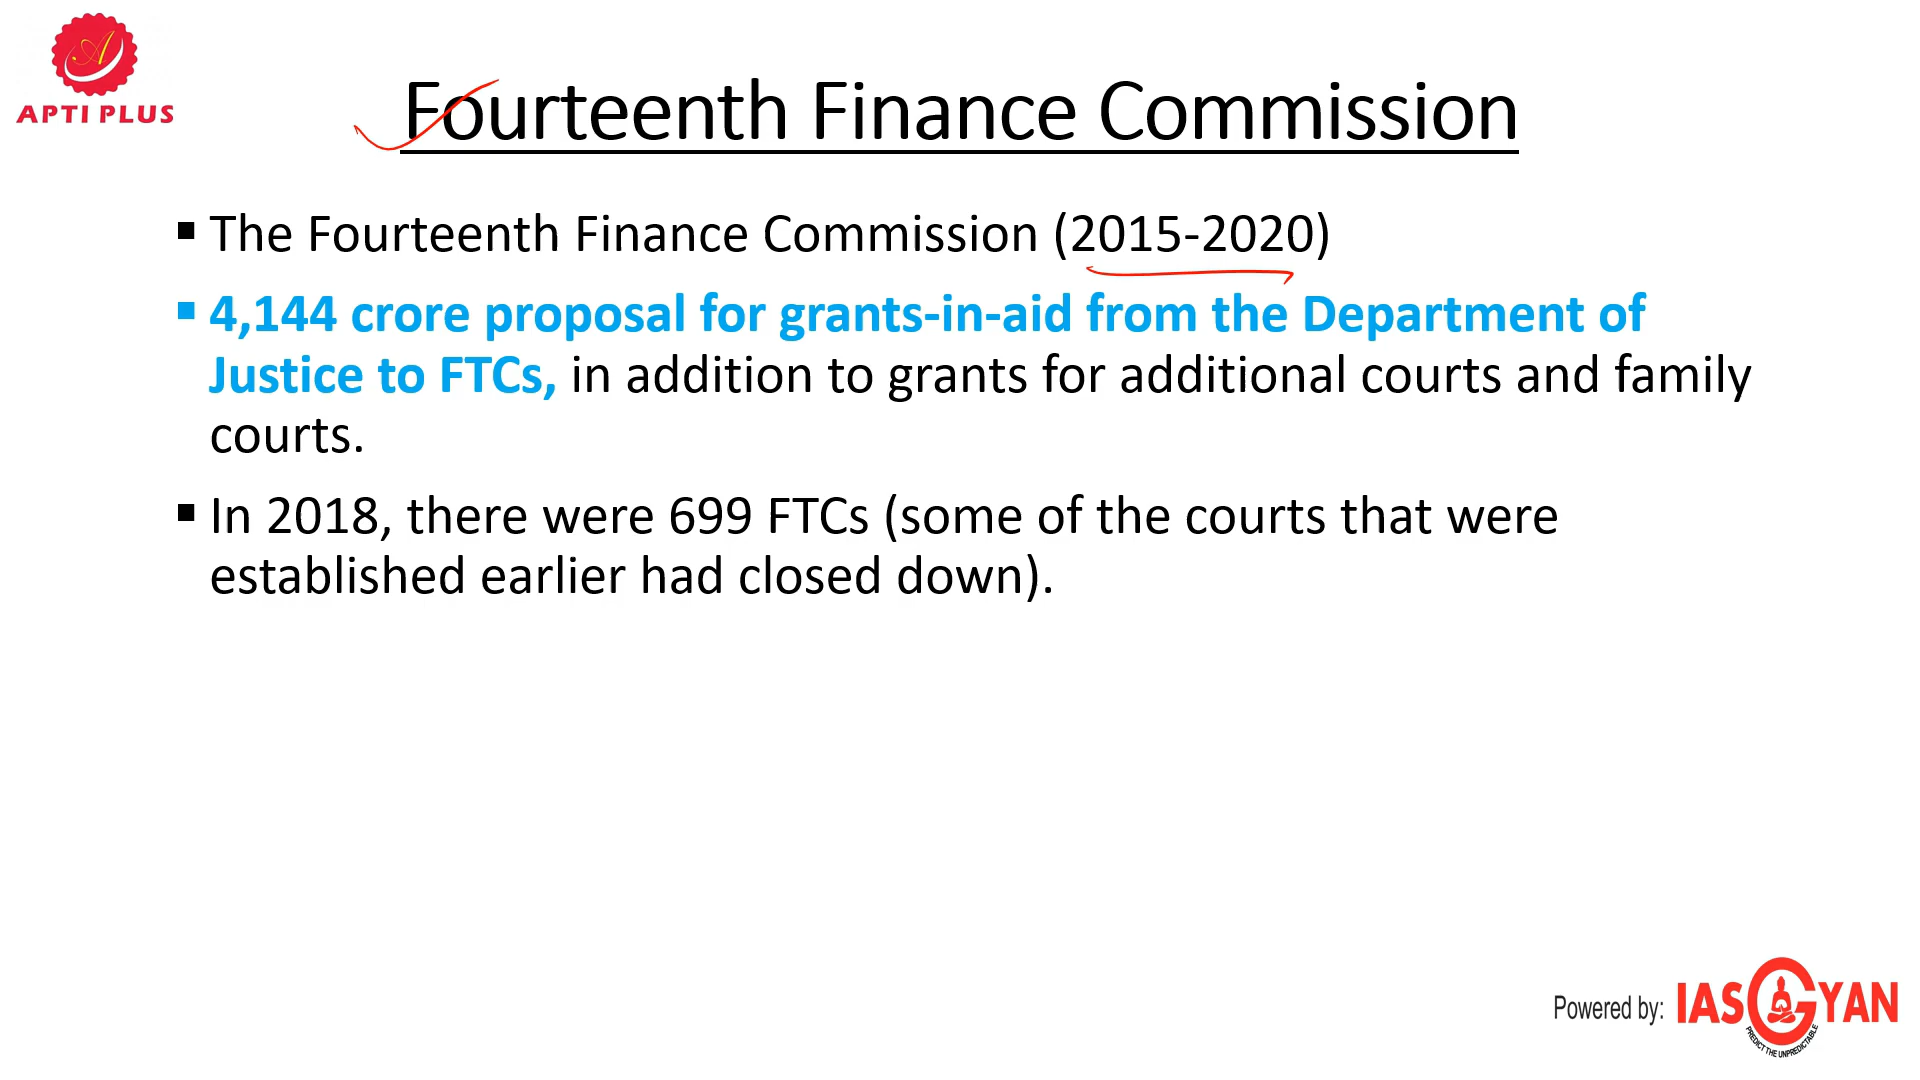 APTI PLUS
Fourteenth Finance Commission
▪ The Fourteenth Finance Commission (2015-2020)
▪ 4,144 crore proposal for grants-in-aid from the Department of
Justice to FTCs, in addition to grants for additional courts and family
courts.
▪ In 2018, there were 699 FTCs (some of the courts that were
established earlier had closed down).
Powered by: IAS GYAN
PREDICT THE UNPREDICTABLE